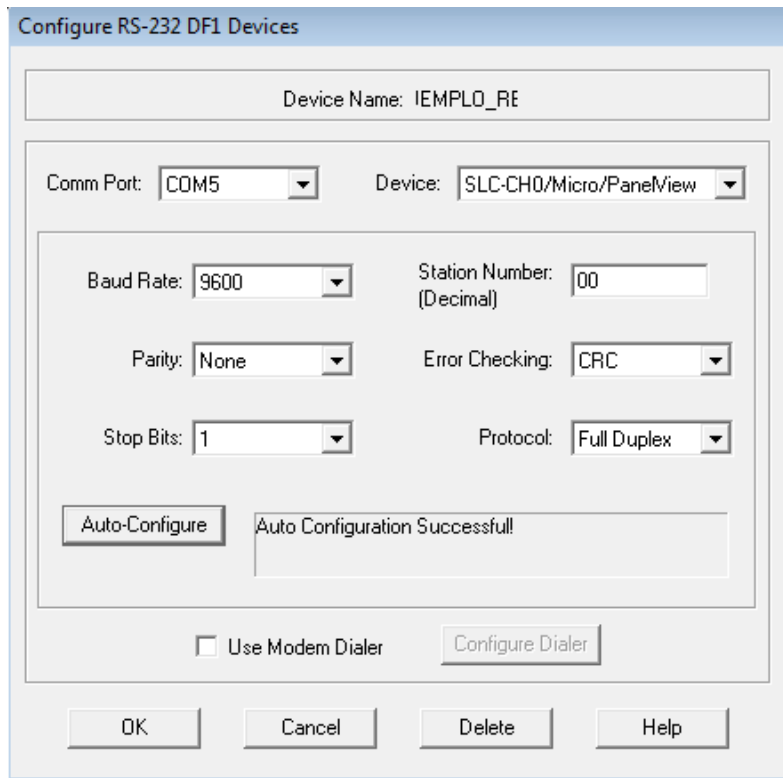 Configure RS-232 DF1 Devices
Device Name: IEMPLO_RE
Comm Port: COM5 Device: SLC-CH0/Micro/PanelView
Baud Rate: 9600 Station Number: 00
(Decimal)
Parity: None Error Checking: CRC
Stop Bits: 1 Protocol: Full Duplex
Auto-Configure Auto Configuration Successful!
Use Modem Dialer Configure Dialer
OK Cancel Delete Help